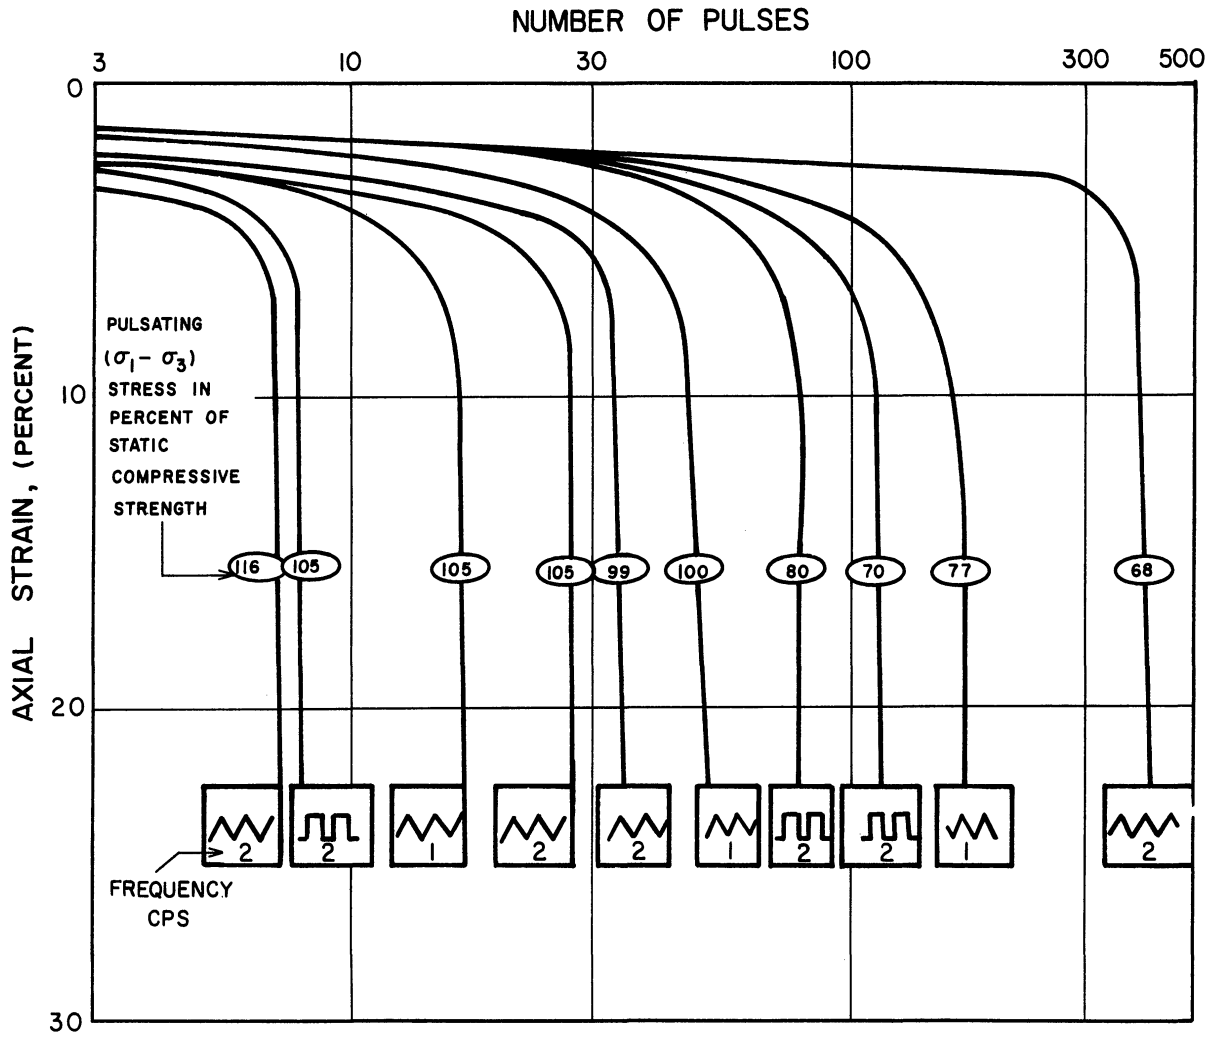 NUMBER OF PULSES
3 10 30 100 300 500
0
PULSATING
(σ1 - σ3)
STRESS IN
PERCENT OF
STATIC
COMPRESSIVE
STRENGTH
10
AXIAL STRAIN, (PERCENT)
116 105 105 105 99 100 80 70 77 68
20
2 2 1 2 2 1 2 2 1 2
FREQUENCY
CPS
30